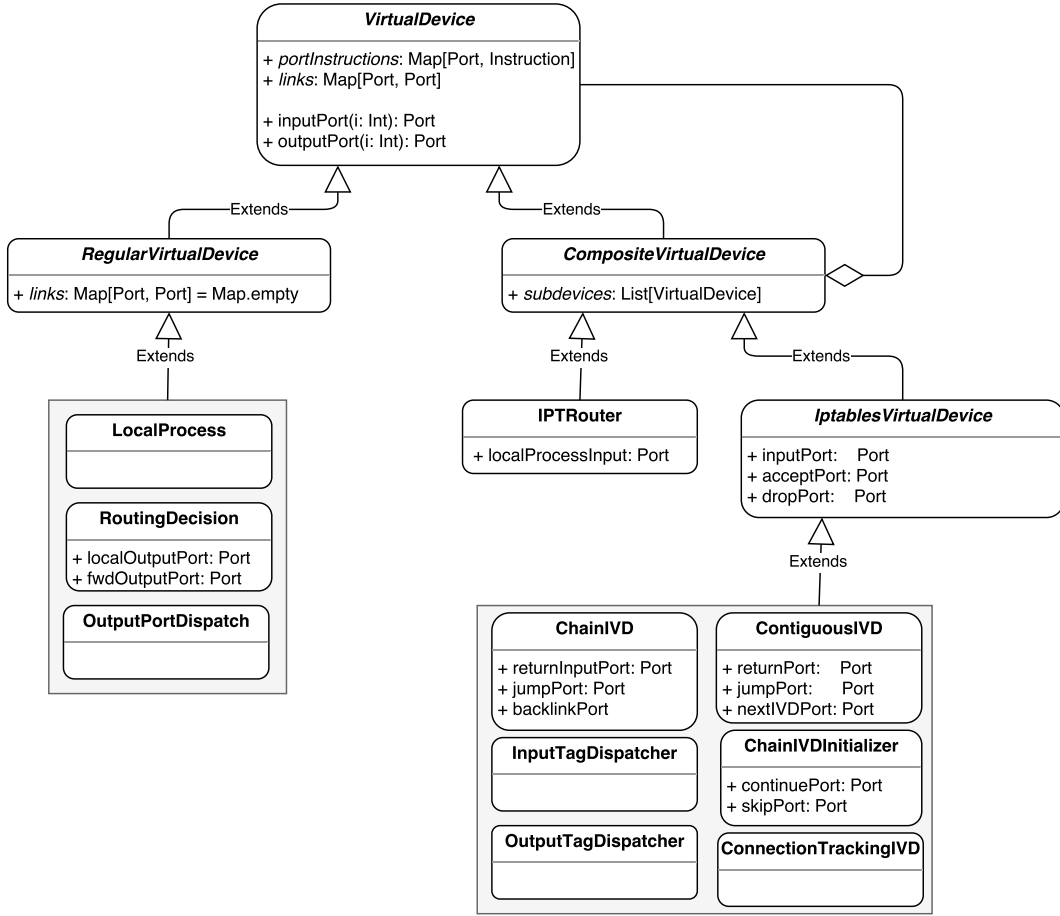 VirtualDevice
+ portInstructions: Map[Port, Instruction]
+ links: Map[Port, Port]
+ inputPort(i: Int): Port
+ outputPort(i: Int): Port
Extends
Extends
RegularVirtualDevice
+ links: Map[Port, Port] = Map.empty
CompositeVirtualDevice
+ subdevices: List[VirtualDevice]
Extends
Extends
Extends
LocalProcess
RoutingDecision
+ localOutputPort: Port
+ fwdOutputPort: Port
OutputPortDispatch
IPTRouter
+ localProcessInput: Port
IptablesVirtualDevice
+ inputPort: Port
+ acceptPort: Port
+ dropPort: Port
Extends
ChainIVD
+ returnInputPort: Port
+ jumpPort: Port
+ backlinkPort
InputTagDispatcher
OutputTagDispatcher
ContiguousIVD
+ returnPort: Port
+ jumpPort: Port
+ nextIVDPort: Port
ChainIVDInitializer
+ continuePort: Port
+ skipPort: Port
ConnectionTrackingIVD